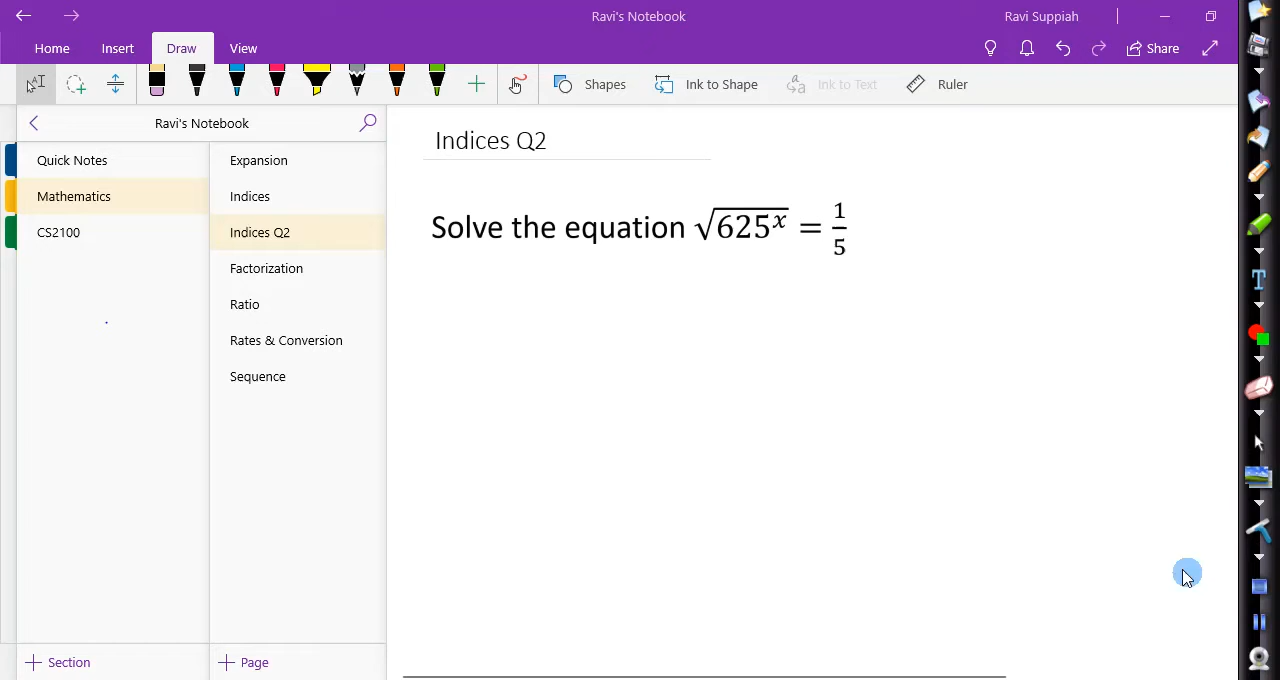 Ravi's Notebook
Ravi Suppiah
Home Insert Draw View
Share
Shapes Ink to Shape Ink to Text Ruler
Ravi's Notebook
Quick Notes
Mathematics
CS2100
Expansion
Indices
Indices Q2
Factorization
Ratio
Rates & Conversion
Sequence
Indices Q2
Solve the equation √625ˣ = 1/5
Section
Page